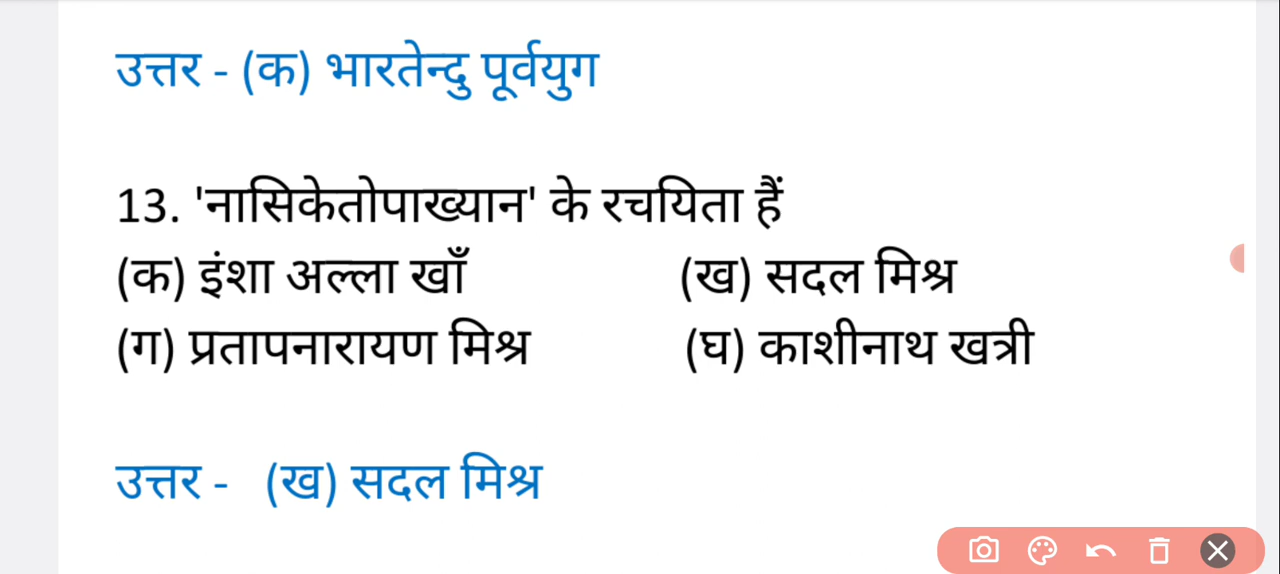 उत्तर - (क) भारतेन्दु पूर्वयुग
13. 'नासिकेतोपाख्यान' के रचयिता हैं
(क) इंशा अल्ला खाँ (ख) सदल मिश्र
(ग) प्रतापनारायण मिश्र (घ) काशीनाथ खत्री
उत्तर - (ख) सदल मिश्र